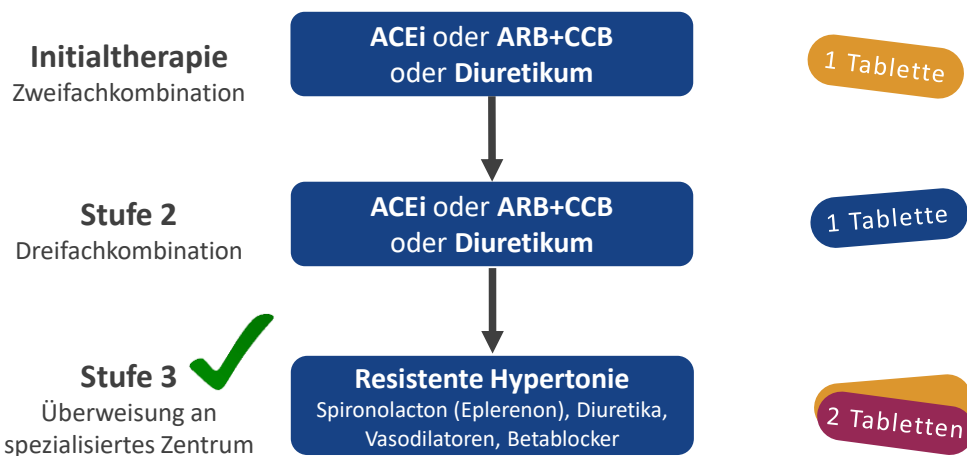 Initialtherapie
Zweifachkombination
ACEi oder ARB+CCB
oder Diuretikum
1 Tablette
Stufe 2
Dreifachkombination
ACEi oder ARB+CCB
oder Diuretikum
1 Tablette
Stufe 3
Überweisung an
spezialisiertes Zentrum
Resistente Hypertonie
Spironolacton (Eplerenon), Diuretika,
Vasodilatoren, Betablocker
2 Tabletten